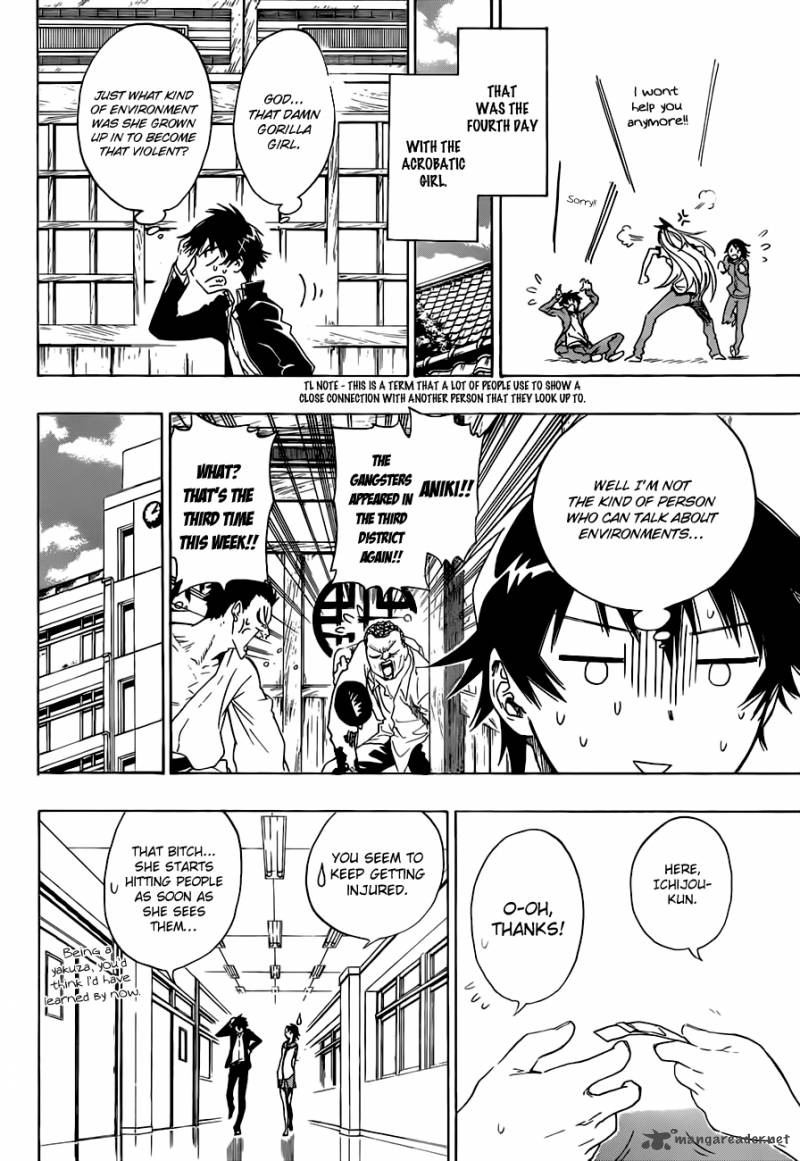 I wont
help you
anymore!!
Sorry!!
THAT
WAS THE
FOURTH DAY
WITH THE
ACROBATIC
GIRL.
GOD...
THAT DAMN
GORILLA
GIRL.
JUST WHAT KIND
OF ENVIRONMENT
WAS SHE GROWN
UP IN TO BECOME
THAT VIOLENT?
TL NOTE - THIS IS A TERM THAT A LOT OF PEOPLE USE TO SHOW A
CLOSE CONNECTION WITH ANOTHER PERSON THAT THEY LOOK UP TO.
WELL I'M NOT
THE KIND OF PERSON
WHO CAN TALK ABOUT
ENVIRONMENTS...
ANIKI!!
THE
GANGSTERS
APPEARED IN
THE THIRD
DISTRICT
AGAIN!!
WHAT?
THAT'S THE
THIRD TIME
THIS WEEK!!
HERE,
ICHIJOU-
KUN.
O-OH,
THANKS!
YOU SEEM TO
KEEP GETTING
INJURED.
THAT BITCH...
SHE STARTS
HITTING PEOPLE
AS SOON AS
SHE SEES
THEM...
Being a
yakuza, you'd
think I'd have
learned by now.
mangareader.net